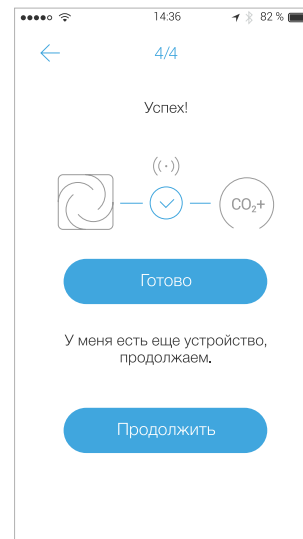 14:36
82 %
4/4
Успех!
CO₂+
Готово
У меня есть еще устройство,
продолжаем.
Продолжить